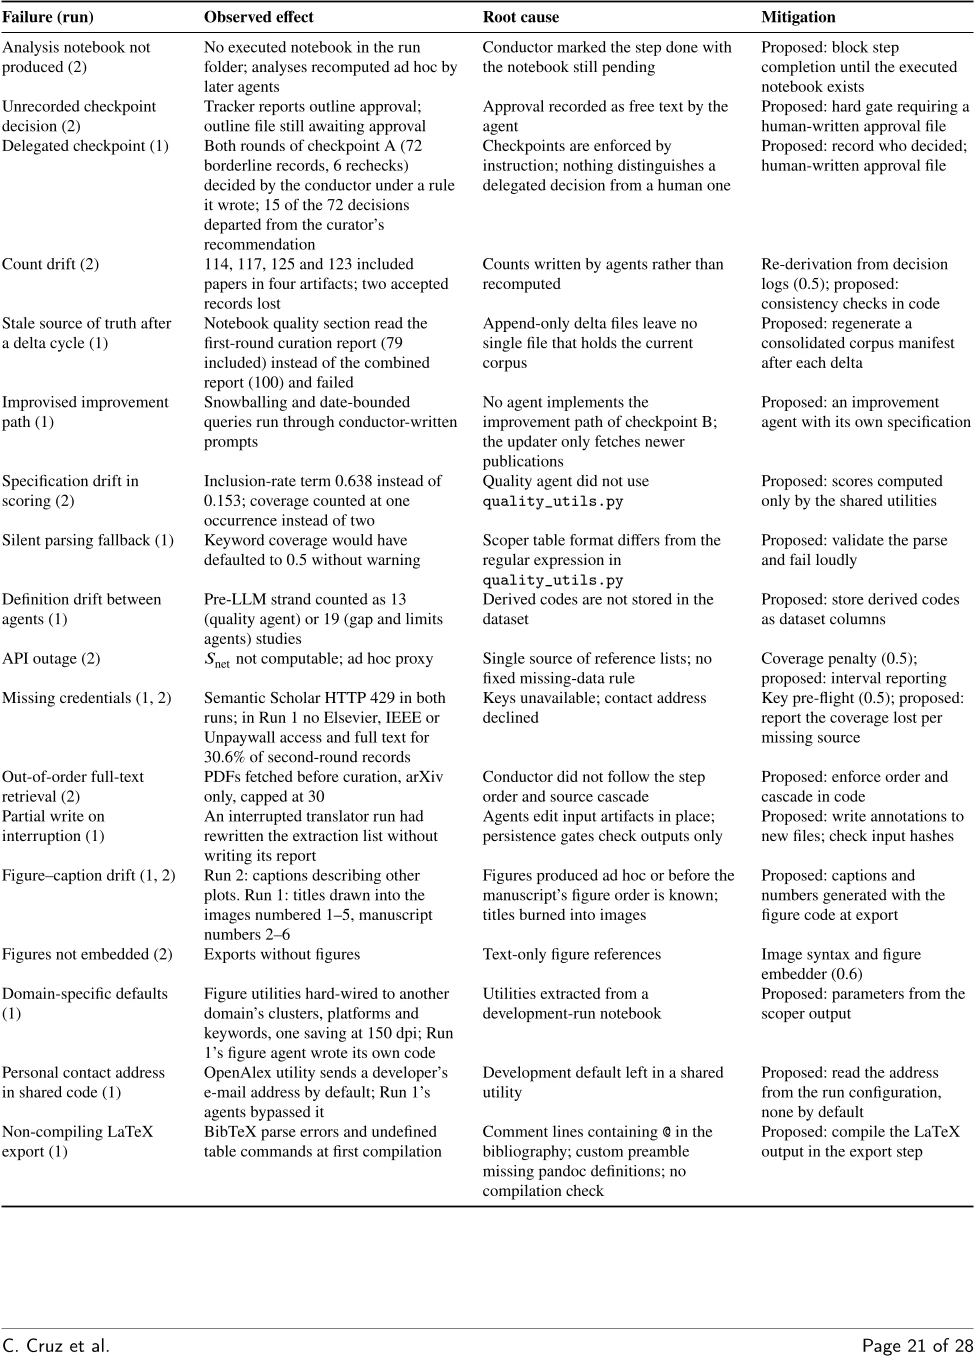 Failure (run) Observed effect Root cause Mitigation
Analysis notebook not produced (2)
No executed notebook in the run folder; analyses recomputed ad hoc by later agents
Conductor marked the step done with the notebook still pending
Proposed: block step completion until the executed notebook exists
Unrecorded checkpoint decision (2)
Tracker reports outline approval; outline file still awaiting approval
Approval recorded as free text by the agent
Proposed: hard gate requiring a human-written approval file
Delegated checkpoint (1)
Both rounds of checkpoint A (72 borderline records, 6 rechecks) decided by the conductor under a rule it wrote; 15 of the 72 decisions departed from the curator's recommendation
Checkpoints are enforced by instruction; nothing distinguishes a delegated decision from a human one
Proposed: record who decided; human-written approval file
Count drift (2)
114, 117, 125 and 123 included papers in four artifacts; two accepted records lost
Counts written by agents rather than recomputed
Re-derivation from decision logs (0.5); proposed: consistency checks in code
Stale source of truth after a delta cycle (1)
Notebook quality section read the first-round curation report (79 included) instead of the combined report (100) and failed
Append-only delta files leave no single file that holds the current corpus
Proposed: regenerate a consolidated corpus manifest after each delta
Improvised improvement path (1)
Snowballing and date-bounded queries run through conductor-written prompts
No agent implements the improvement path of checkpoint B; the updater only fetches newer publications
Proposed: an improvement agent with its own specification
Specification drift in scoring (2)
Inclusion-rate term 0.638 instead of 0.153; coverage counted at one occurrence instead of two
Quality agent did not use quality_utils.py
Proposed: scores computed only by the shared utilities
Silent parsing fallback (1)
Keyword coverage would have defaulted to 0.5 without warning
Scoper table format differs from the regular expression in quality_utils.py
Proposed: validate the parse and fail loudly
Definition drift between agents (1)
Pre-LLM strand counted as 13 (quality agent) or 19 (gap and limits agents) studies
Derived codes are not stored in the dataset
Proposed: store derived codes as dataset columns
API outage (2)
S_net not computable; ad hoc proxy
Single source of reference lists; no fixed missing-data rule
Coverage penalty (0.5); proposed: interval reporting
Missing credentials (1, 2)
Semantic Scholar HTTP 429 in both runs; in Run 1 no Elsevier, IEEE or Unpaywall access and full text for 30.6% of second-round records
Keys unavailable; contact address declined
Key pre-flight (0.5); proposed: report the coverage lost per missing source
Out-of-order full-text retrieval (2)
PDFs fetched before curation, arXiv only, capped at 30
Conductor did not follow the step order and source cascade
Proposed: enforce order and cascade in code
Partial write on interruption (1)
An interrupted translator run had rewritten the extraction list without writing its report
Agents edit input artifacts in place; persistence gates check outputs only
Proposed: write annotations to new files; check input hashes
Figure–caption drift (1, 2)
Run 2: captions describing other plots. Run 1: titles drawn into the images numbered 1–5, manuscript numbers 2–6
Figures produced ad hoc or before the manuscript's figure order is known; titles burned into images
Proposed: captions and numbers generated with the figure code at export
Figures not embedded (2)
Exports without figures
Text-only figure references
Image syntax and figure embedder (0.6)
Domain-specific defaults (1)
Figure utilities hard-wired to another domain's clusters, platforms and keywords, one saving at 150 dpi; Run 1's figure agent wrote its own code
Utilities extracted from a development-run notebook
Proposed: parameters from the scoper output
Personal contact address in shared code (1)
OpenAlex utility sends a developer's e-mail address by default; Run 1's agents bypassed it
Development default left in a shared utility
Proposed: read the address from the run configuration, none by default
Non-compiling LaTeX export (1)
BibTeX parse errors and undefined table commands at first compilation
Comment lines containing @ in the bibliography; custom preamble missing pandoc definitions; no compilation check
Proposed: compile the LaTeX output in the export step
C. Cruz et al.
Page 21 of 28